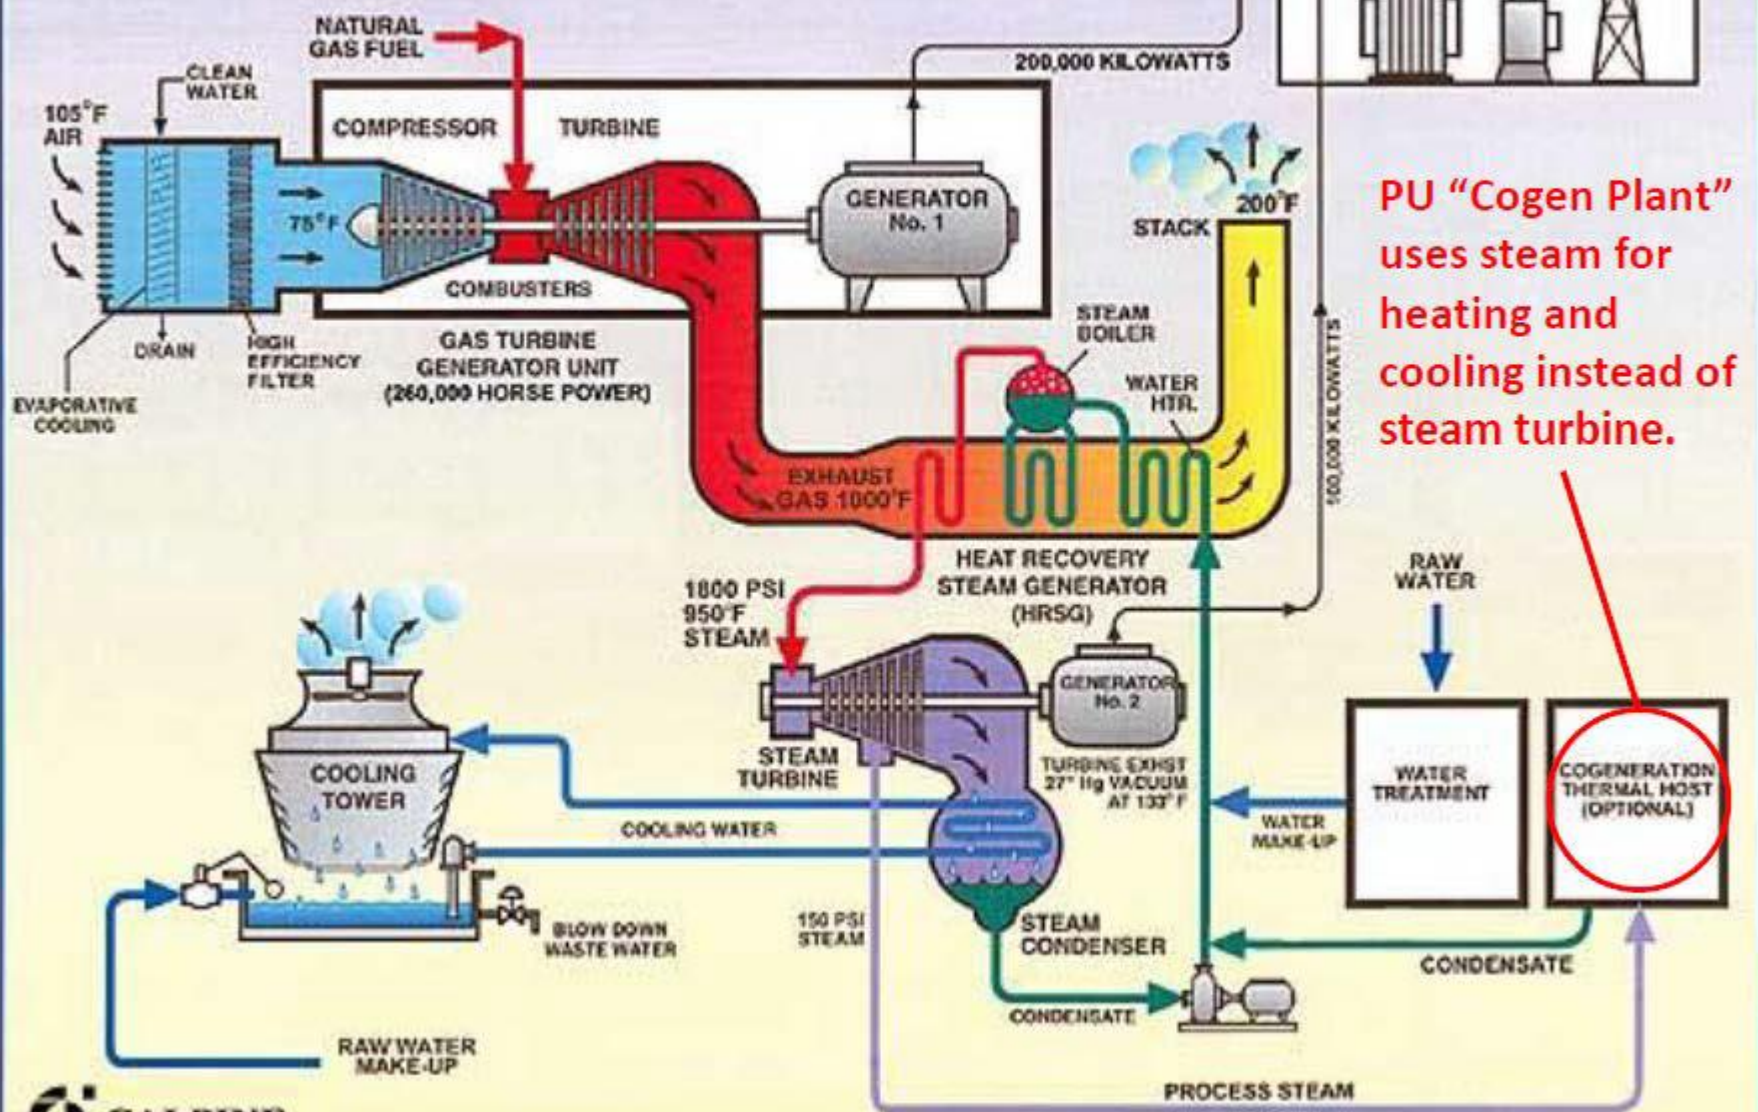 NATURAL
GAS FUEL
200,000 KILOWATTS
CLEAN
WATER
105°F
AIR
COMPRESSOR
TURBINE
75°F
GENERATOR
No. 1
COMBUSTERS
DRAIN
HIGH
EFFICIENCY
FILTER
EVAPORATIVE
COOLING
GAS TURBINE
GENERATOR UNIT
(260,000 HORSE POWER)
STACK
200°F
STEAM
BOILER
WATER
HTR.
EXHAUST
GAS 1000°F
HEAT RECOVERY
STEAM GENERATOR
(HRSG)
100,000 KILOWATTS
PU “Cogen Plant”
uses steam for
heating and
cooling instead of
steam turbine.
1800 PSI
950°F
STEAM
GENERATOR
No. 2
STEAM
TURBINE
TURBINE EXHST
27" Hg VACUUM
AT 133°F
RAW
WATER
WATER
TREATMENT
COGENERATION
THERMAL HOST
(OPTIONAL)
WATER
MAKE-UP
COOLING
TOWER
COOLING WATER
BLOW DOWN
WASTE WATER
150 PSI
STEAM
STEAM
CONDENSER
CONDENSATE
CONDENSATE
RAW WATER
MAKE-UP
PROCESS STEAM